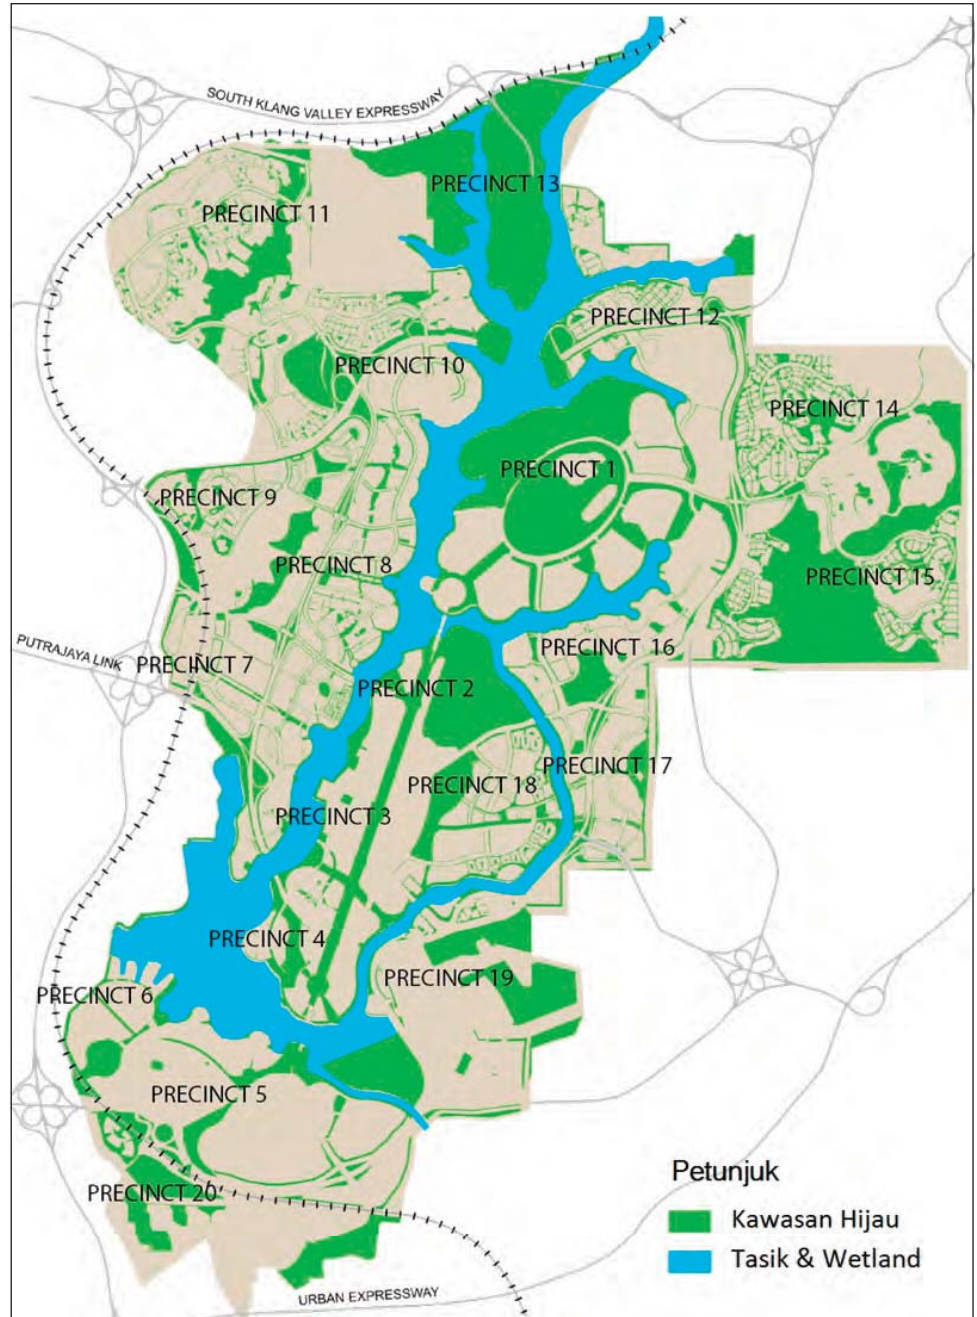 SOUTH KLANG VALLEY EXPRESSWAY
PRECINCT 13
PRECINCT 11
PRECINCT 12
PRECINCT 10
PRECINCT 14
PRECINCT 1
PRECINCT 9
PRECINCT 8
PRECINCT 15
PUTRAJAYA LINK
PRECINCT 7
PRECINCT 16
PRECINCT 2
PRECINCT 17
PRECINCT 18
PRECINCT 3
PRECINCT 4
PRECINCT 19
PRECINCT 6
PRECINCT 5
PRECINCT 20
Petunjuk
Kawasan Hijau
Tasik & Wetland
URBAN EXPRESSWAY